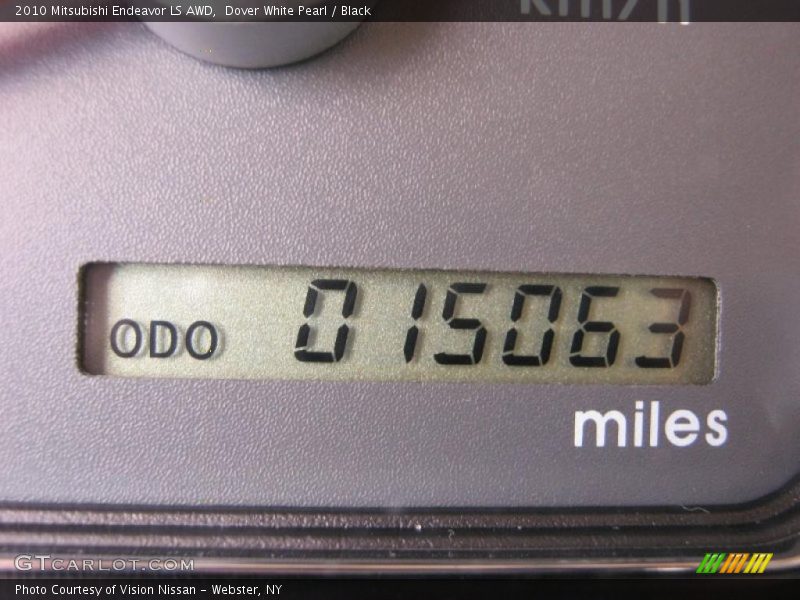 2010 Mitsubishi Endeavor LS AWD,  Dover White Pearl / Black
km/h
ODO 015063
miles
GTCARLOT.COM
Photo Courtesy of Vision Nissan - Webster, NY